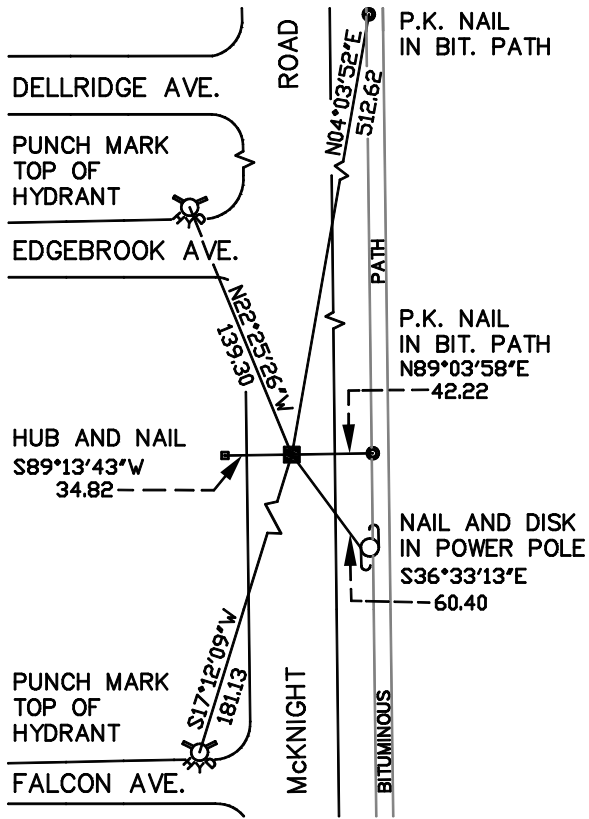 P.K. NAIL
IN BIT. PATH
ROAD
DELLRIDGE AVE.
N04°03'52"E
512.62
PUNCH MARK
TOP OF
HYDRANT
EDGEBROOK AVE.
PATH
N22°25'26"W
139.30
P.K. NAIL
IN BIT. PATH
N89°03'58"E
42.22
HUB AND NAIL
S89°13'43"W
34.82
NAIL AND DISK
IN POWER POLE
S36°33'13"E
60.40
S17°12'09"W
181.13
PUNCH MARK
TOP OF
HYDRANT
McKNIGHT
BITUMINOUS
FALCON AVE.